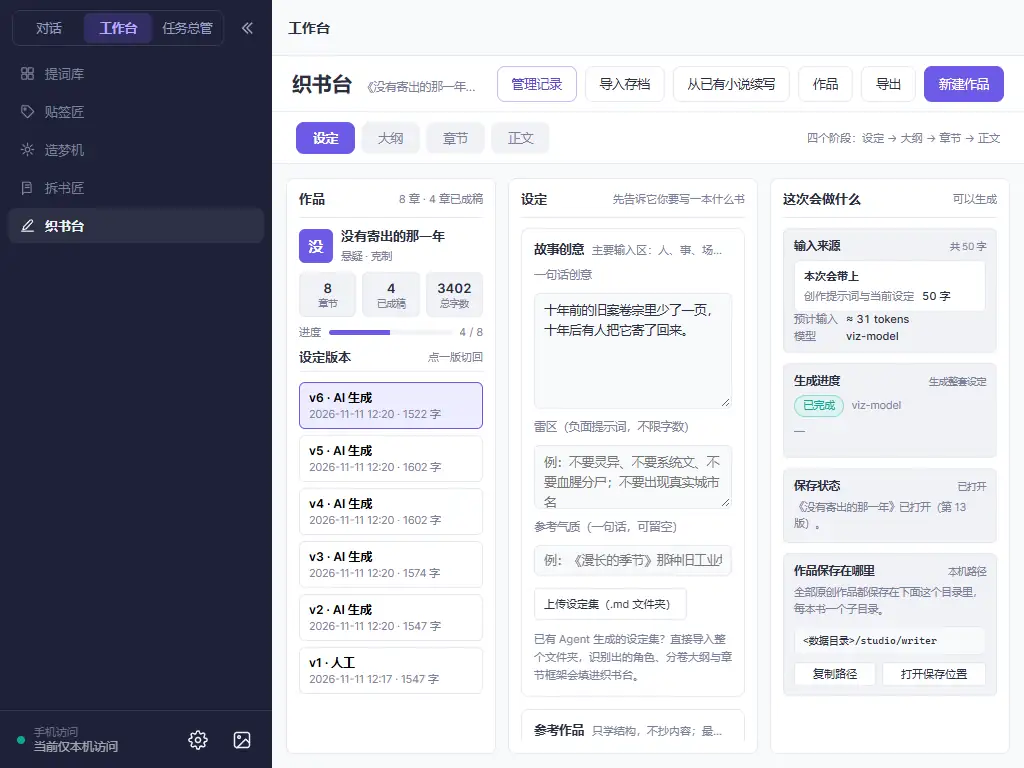 对话
工作台
任务总管
提词库
贴签匠
造梦机
拆书匠
织书台
手机访问
当前仅本机访问
工作台
织书台
《没有寄出的那一年...
管理记录
导入存档
从已有小说续写
作品
导出
新建作品
设定
大纲
章节
正文
四个阶段：设定 → 大纲 → 章节 → 正文
作品
8 章 · 4 章已成稿
没
没有寄出的那一年
悬疑 · 克制
8
章节
4
已成稿
3402
总字数
进度
4 / 8
设定版本
点一版切回
v6 · AI 生成
2026-11-11 12:20 · 1522 字
v5 · AI 生成
2026-11-11 12:20 · 1602 字
v4 · AI 生成
2026-11-11 12:20 · 1602 字
v3 · AI 生成
2026-11-11 12:20 · 1574 字
v2 · AI 生成
2026-11-11 12:20 · 1547 字
v1 · 人工
2026-11-11 12:17 · 1547 字
设定
先告诉它你要写一本什么书
故事创意
主要输入区：人、事、场...
一句话创意
十年前的旧案卷宗里少了一页，
十年后有人把它寄了回来。
雷区（负面提示词，不限字数）
例：不要灵异、不要系统文、不
要血腥分尸；不要出现真实城市
名
参考气质（一句话，可留空）
例：《漫长的季节》那种旧工业
上传设定集（.md 文件夹）
已有 Agent 生成的设定集？直接导入整
个文件夹，识别出的角色、分卷大纲与章
节框架会填进织书台。
参考作品
只学结构，不抄内容；最...
这次会做什么
可以生成
输入来源
共 50 字
本次会带上
创作提示词与当前设定 50 字
预计输入 ≈ 31 tokens
模型 viz-model
生成进度
生成整套设定
已完成
viz-model
—
保存状态
已打开
《没有寄出的那一年》已打开（第 13
版）。
作品保存在哪里
本机路径
全部原创作品都保存在下面这个目录里，
每本书一个子目录。
<数据目录>/studio/writer
复制路径
打开保存位置